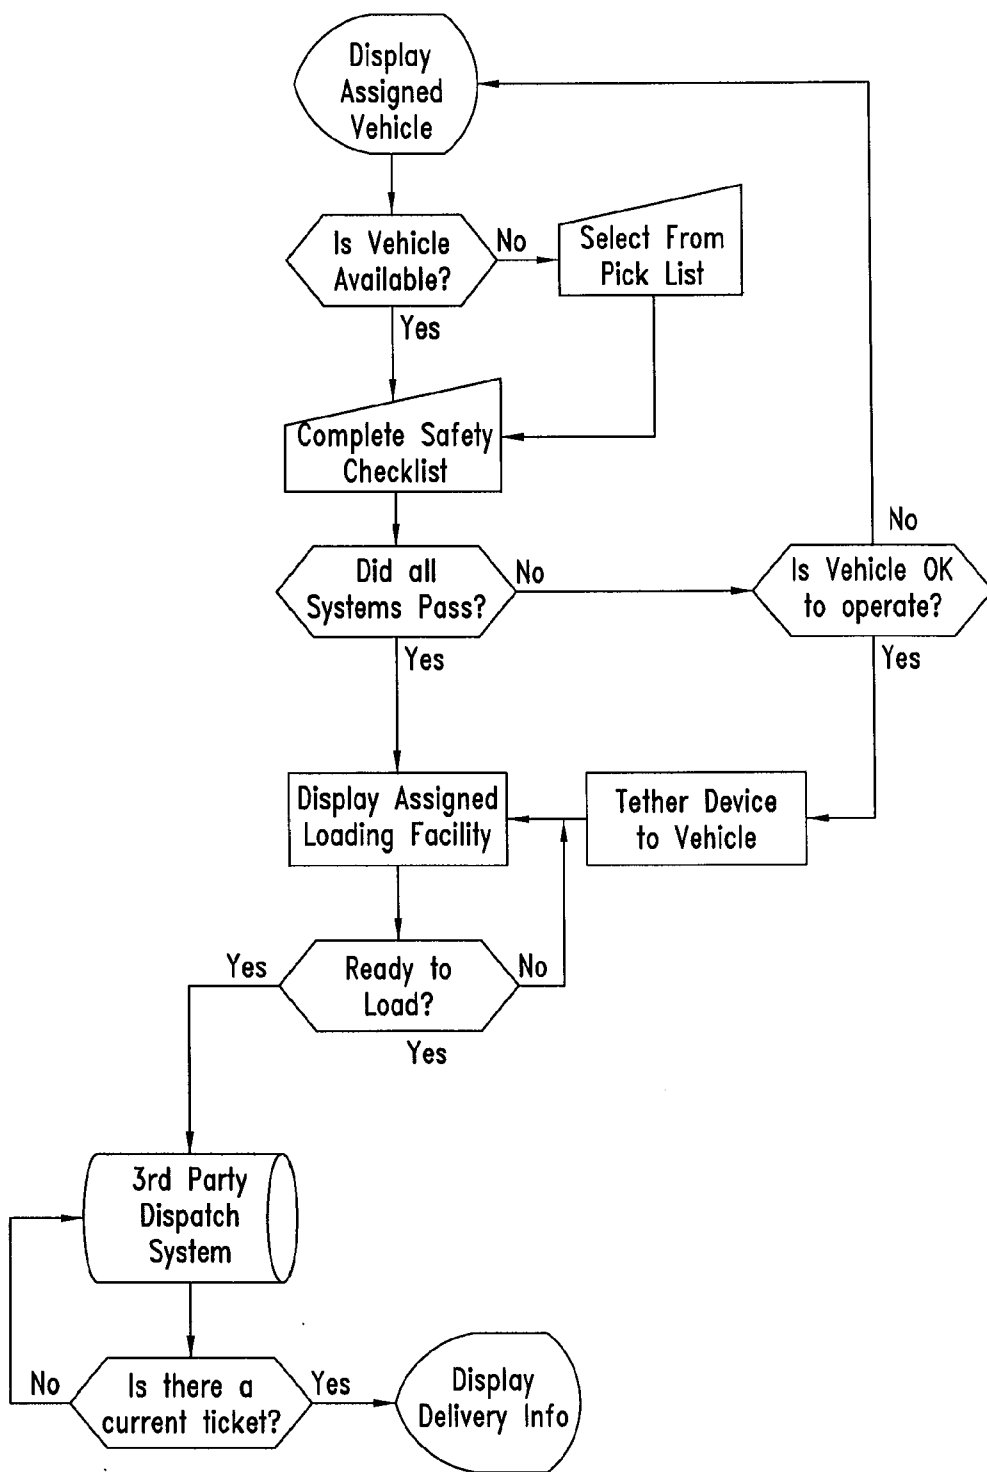 Display
Assigned
Vehicle
Is Vehicle
Available?
No
Select From
Pick List
Yes
Complete Safety
Checklist
Did all
Systems Pass?
No
Yes
No
Is Vehicle OK
to operate?
Yes
Display Assigned
Loading Facility
Tether Device
to Vehicle
Yes
Ready to
Load?
No
Yes
3rd Party
Dispatch
System
No
Is there a
current ticket?
Yes
Display
Delivery Info